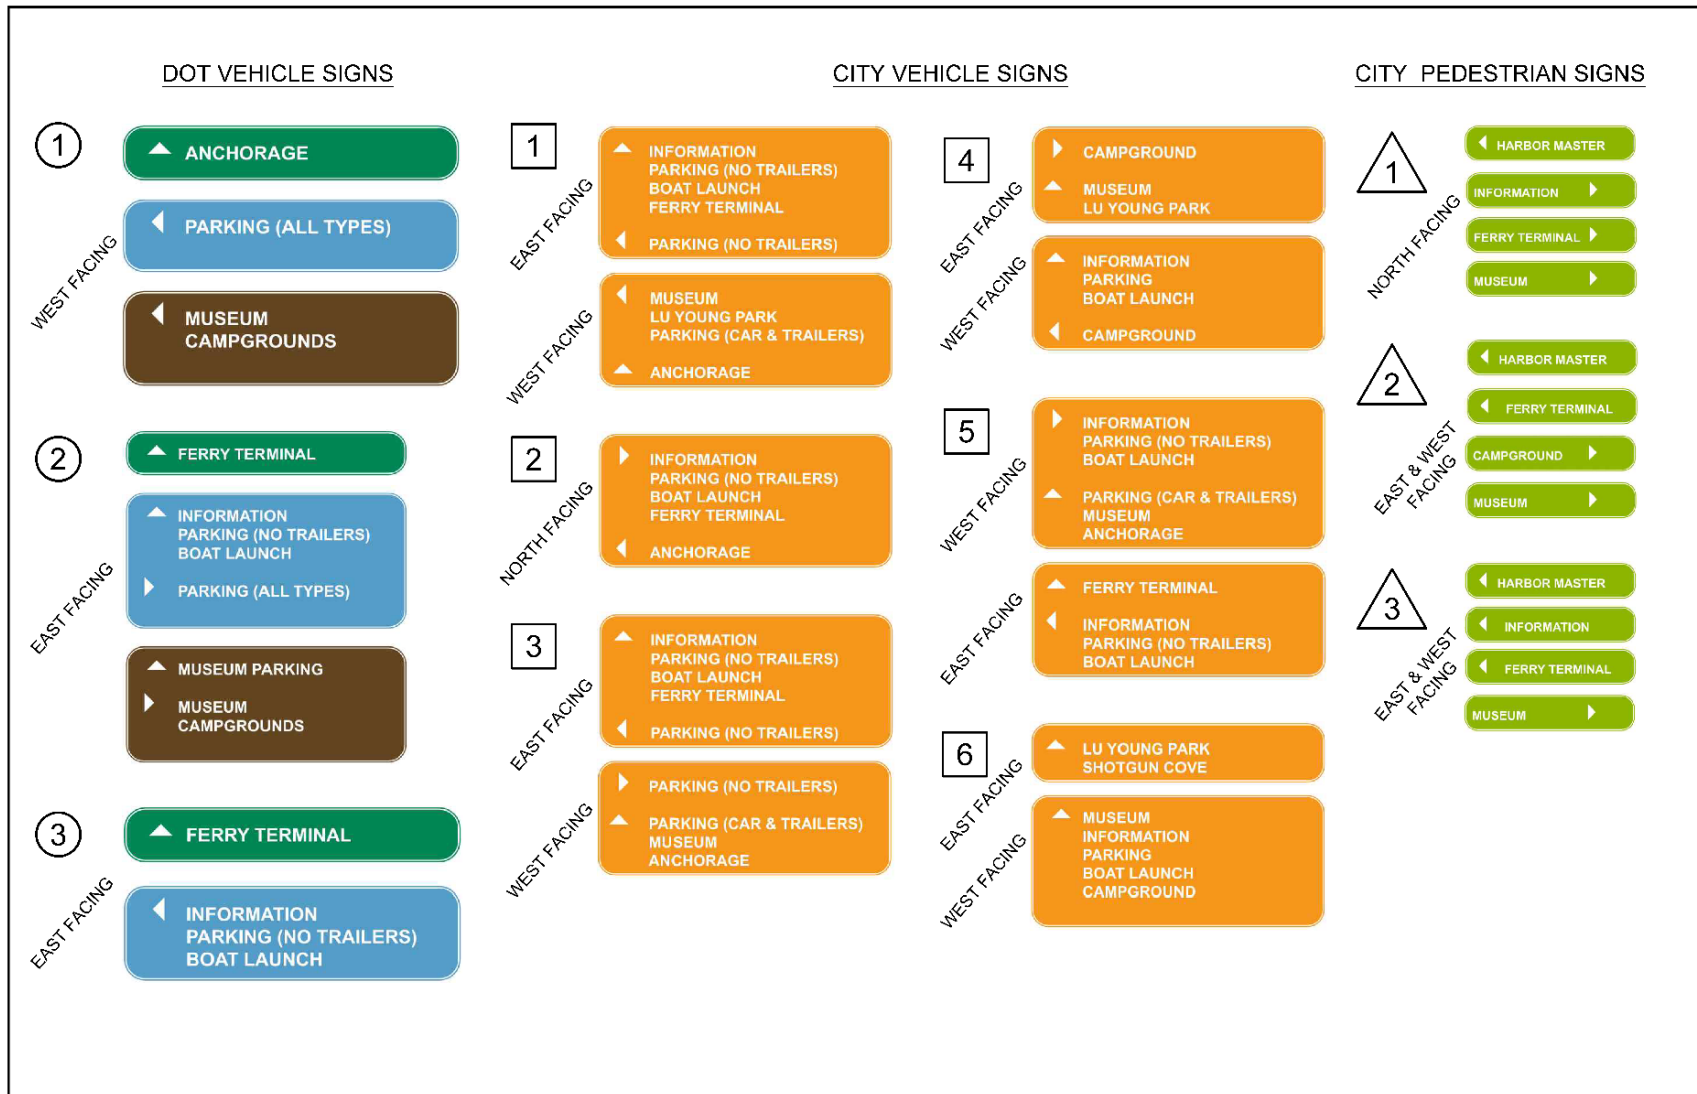 DOT VEHICLE SIGNS
1
WEST FACING
ANCHORAGE
PARKING (ALL TYPES)
MUSEUM
CAMPGROUNDS
2
EAST FACING
FERRY TERMINAL
INFORMATION
PARKING (NO TRAILERS)
BOAT LAUNCH
PARKING (ALL TYPES)
MUSEUM PARKING
MUSEUM
CAMPGROUNDS
3
EAST FACING
FERRY TERMINAL
INFORMATION
PARKING (NO TRAILERS)
BOAT LAUNCH
CITY VEHICLE SIGNS
1
EAST FACING
INFORMATION
PARKING (NO TRAILERS)
BOAT LAUNCH
FERRY TERMINAL
PARKING (NO TRAILERS)
WEST FACING
MUSEUM
LU YOUNG PARK
PARKING (CAR & TRAILERS)
ANCHORAGE
2
NORTH FACING
INFORMATION
PARKING (NO TRAILERS)
BOAT LAUNCH
FERRY TERMINAL
ANCHORAGE
3
EAST FACING
INFORMATION
PARKING (NO TRAILERS)
BOAT LAUNCH
FERRY TERMINAL
PARKING (NO TRAILERS)
WEST FACING
PARKING (NO TRAILERS)
PARKING (CAR & TRAILERS)
MUSEUM
ANCHORAGE
4
EAST FACING
CAMPGROUND
MUSEUM
LU YOUNG PARK
WEST FACING
INFORMATION
PARKING
BOAT LAUNCH
CAMPGROUND
5
WEST FACING
INFORMATION
PARKING (NO TRAILERS)
BOAT LAUNCH
PARKING (CAR & TRAILERS)
MUSEUM
ANCHORAGE
EAST FACING
FERRY TERMINAL
INFORMATION
PARKING (NO TRAILERS)
BOAT LAUNCH
6
EAST FACING
LU YOUNG PARK
SHOTGUN COVE
WEST FACING
MUSEUM
INFORMATION
PARKING
BOAT LAUNCH
CAMPGROUND
CITY PEDESTRIAN SIGNS
1
NORTH FACING
HARBOR MASTER
INFORMATION
FERRY TERMINAL
MUSEUM
2
EAST & WEST
FACING
HARBOR MASTER
FERRY TERMINAL
CAMPGROUND
MUSEUM
3
EAST & WEST
FACING
HARBOR MASTER
INFORMATION
FERRY TERMINAL
MUSEUM